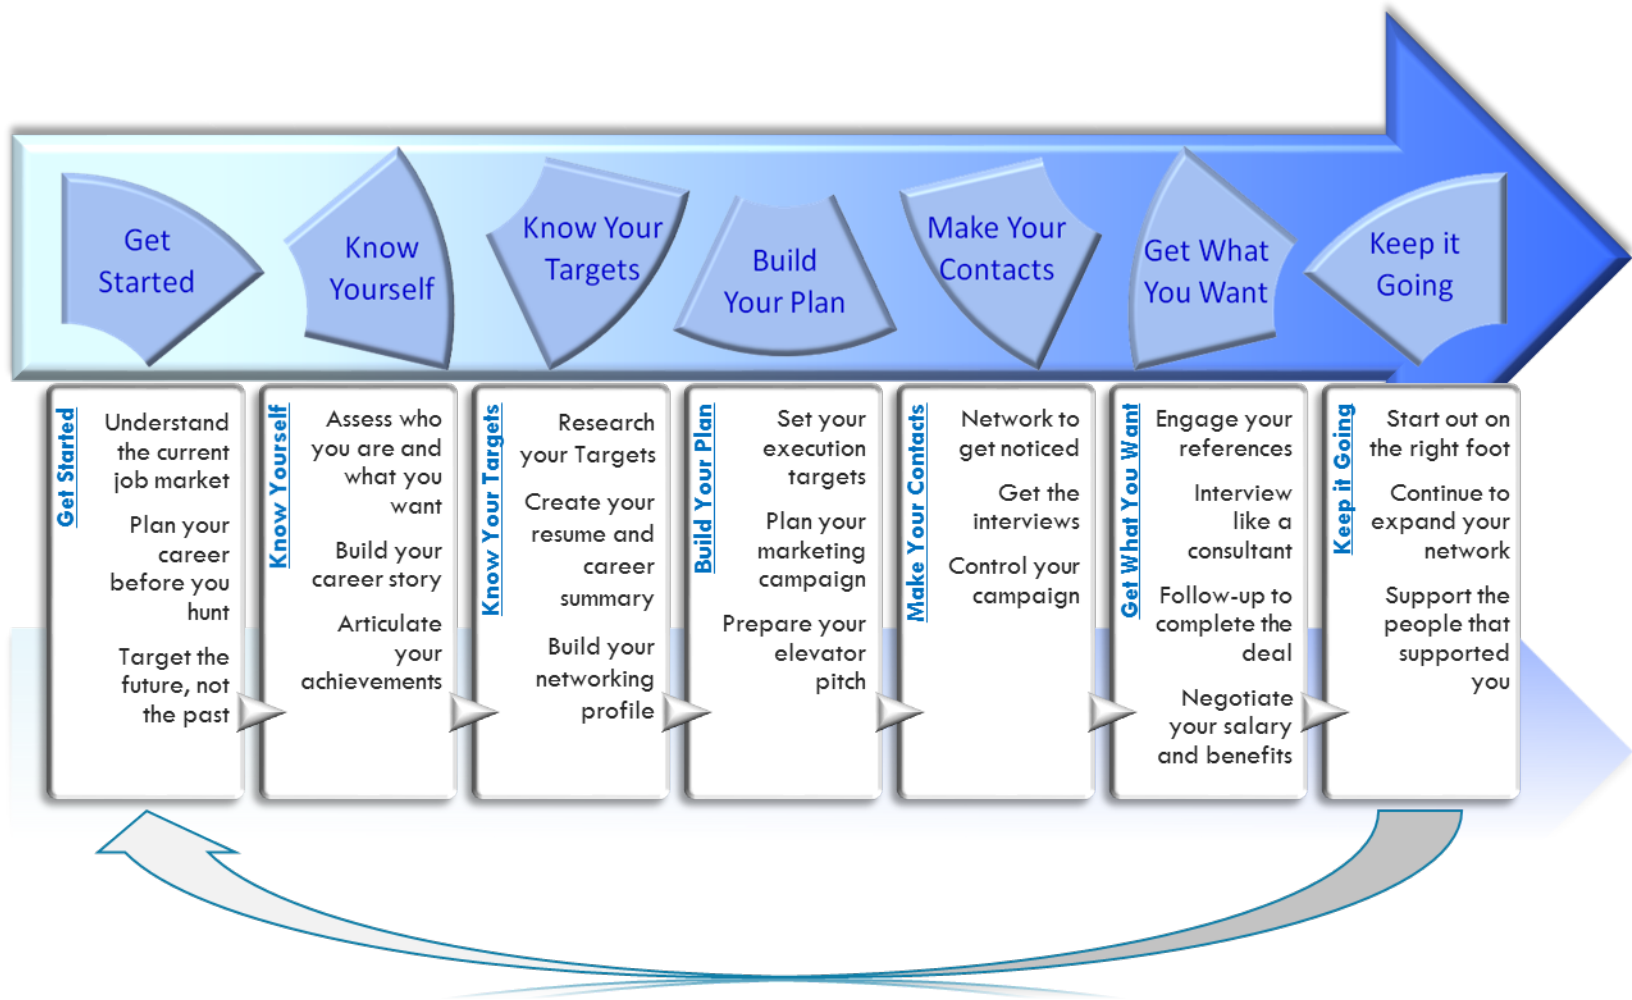 Get
Started
Know
Yourself
Know Your
Targets
Build
Your Plan
Make Your
Contacts
Get What
You Want
Keep it
Going
Get Started
Understand
the current
job market
Plan your
career
before you
hunt
Target the
future, not
the past
Know Yourself
Assess who
you are and
what you
want
Build your
career story
Articulate
your
achievements
Know Your Targets
Research
your Targets
Create your
resume and
career
summary
Build your
networking
profile
Build Your Plan
Set your
execution
targets
Plan your
marketing
campaign
Prepare your
elevator
pitch
Make Your Contacts
Network to
get noticed
Get the
interviews
Control your
campaign
Get What You Want
Engage your
references
Interview
like a
consultant
Follow-up to
complete the
deal
Negotiate
your salary
and benefits
Keep it Going
Start out on
the right foot
Continue to
expand your
network
Support the
people that
supported
you